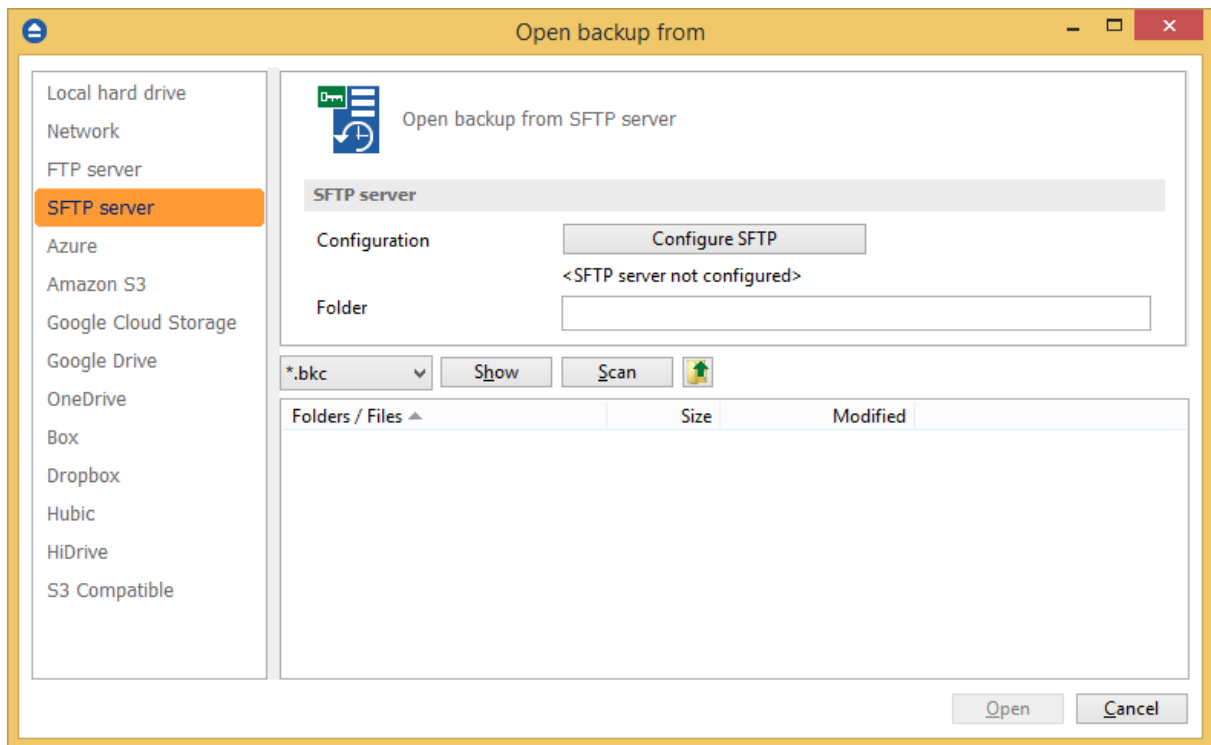 Open backup from
Local hard drive
Network
FTP server
SFTP server
Azure
Amazon S3
Google Cloud Storage
Google Drive
OneDrive
Box
Dropbox
Hubic
HiDrive
S3 Compatible
Open backup from SFTP server
SFTP server
Configuration
Configure SFTP
<SFTP server not configured>
Folder
*.bkc
Show
Scan
Folders / Files
Size
Modified
Open
Cancel